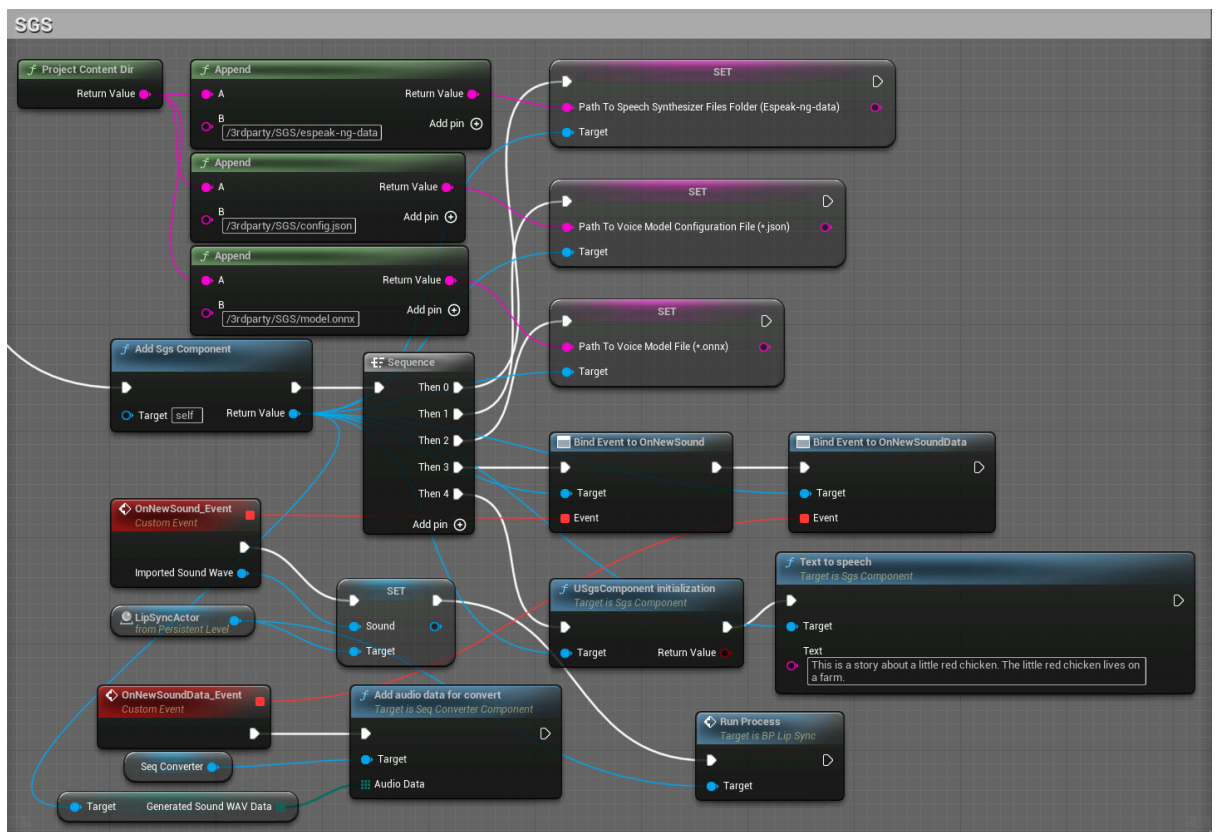 SGS
Project Content Dir
Return Value
Append
A
Return Value
B
/3rdparty/SGS/espeak-ng-data
Add pin
SET
Path To Speech Synthesizer Files Folder (Espeak-ng-data)
Target
Append
A
Return Value
B
/3rdparty/SGS/config.json
Add pin
SET
Path To Voice Model Configuration File (*.json)
Target
Append
A
Return Value
B
/3rdparty/SGS/model.onnx
Add pin
SET
Path To Voice Model File (*.onnx)
Target
Add Sgs Component
Target
self
Return Value
Sequence
Then 0
Then 1
Then 2
Then 3
Then 4
Add pin
Bind Event to OnNewSound
Target
Event
Bind Event to OnNewSoundData
Target
Event
OnNewSound_Event
Custom Event
Imported Sound Wave
LipSyncActor
from Persistent Level
SET
Sound
Target
USgsComponent initialization
Target is Sgs Component
Target
Return Value
Text to speech
Target is Sgs Component
Target
Text
This is a story about a little red chicken. The little red chicken lives on
a farm.
OnNewSoundData_Event
Custom Event
Seq Converter
Target
Generated Sound WAV Data
Add audio data for convert
Target is Seq Converter Component
Target
Audio Data
Run Process
Target is BP Lip Sync
Target